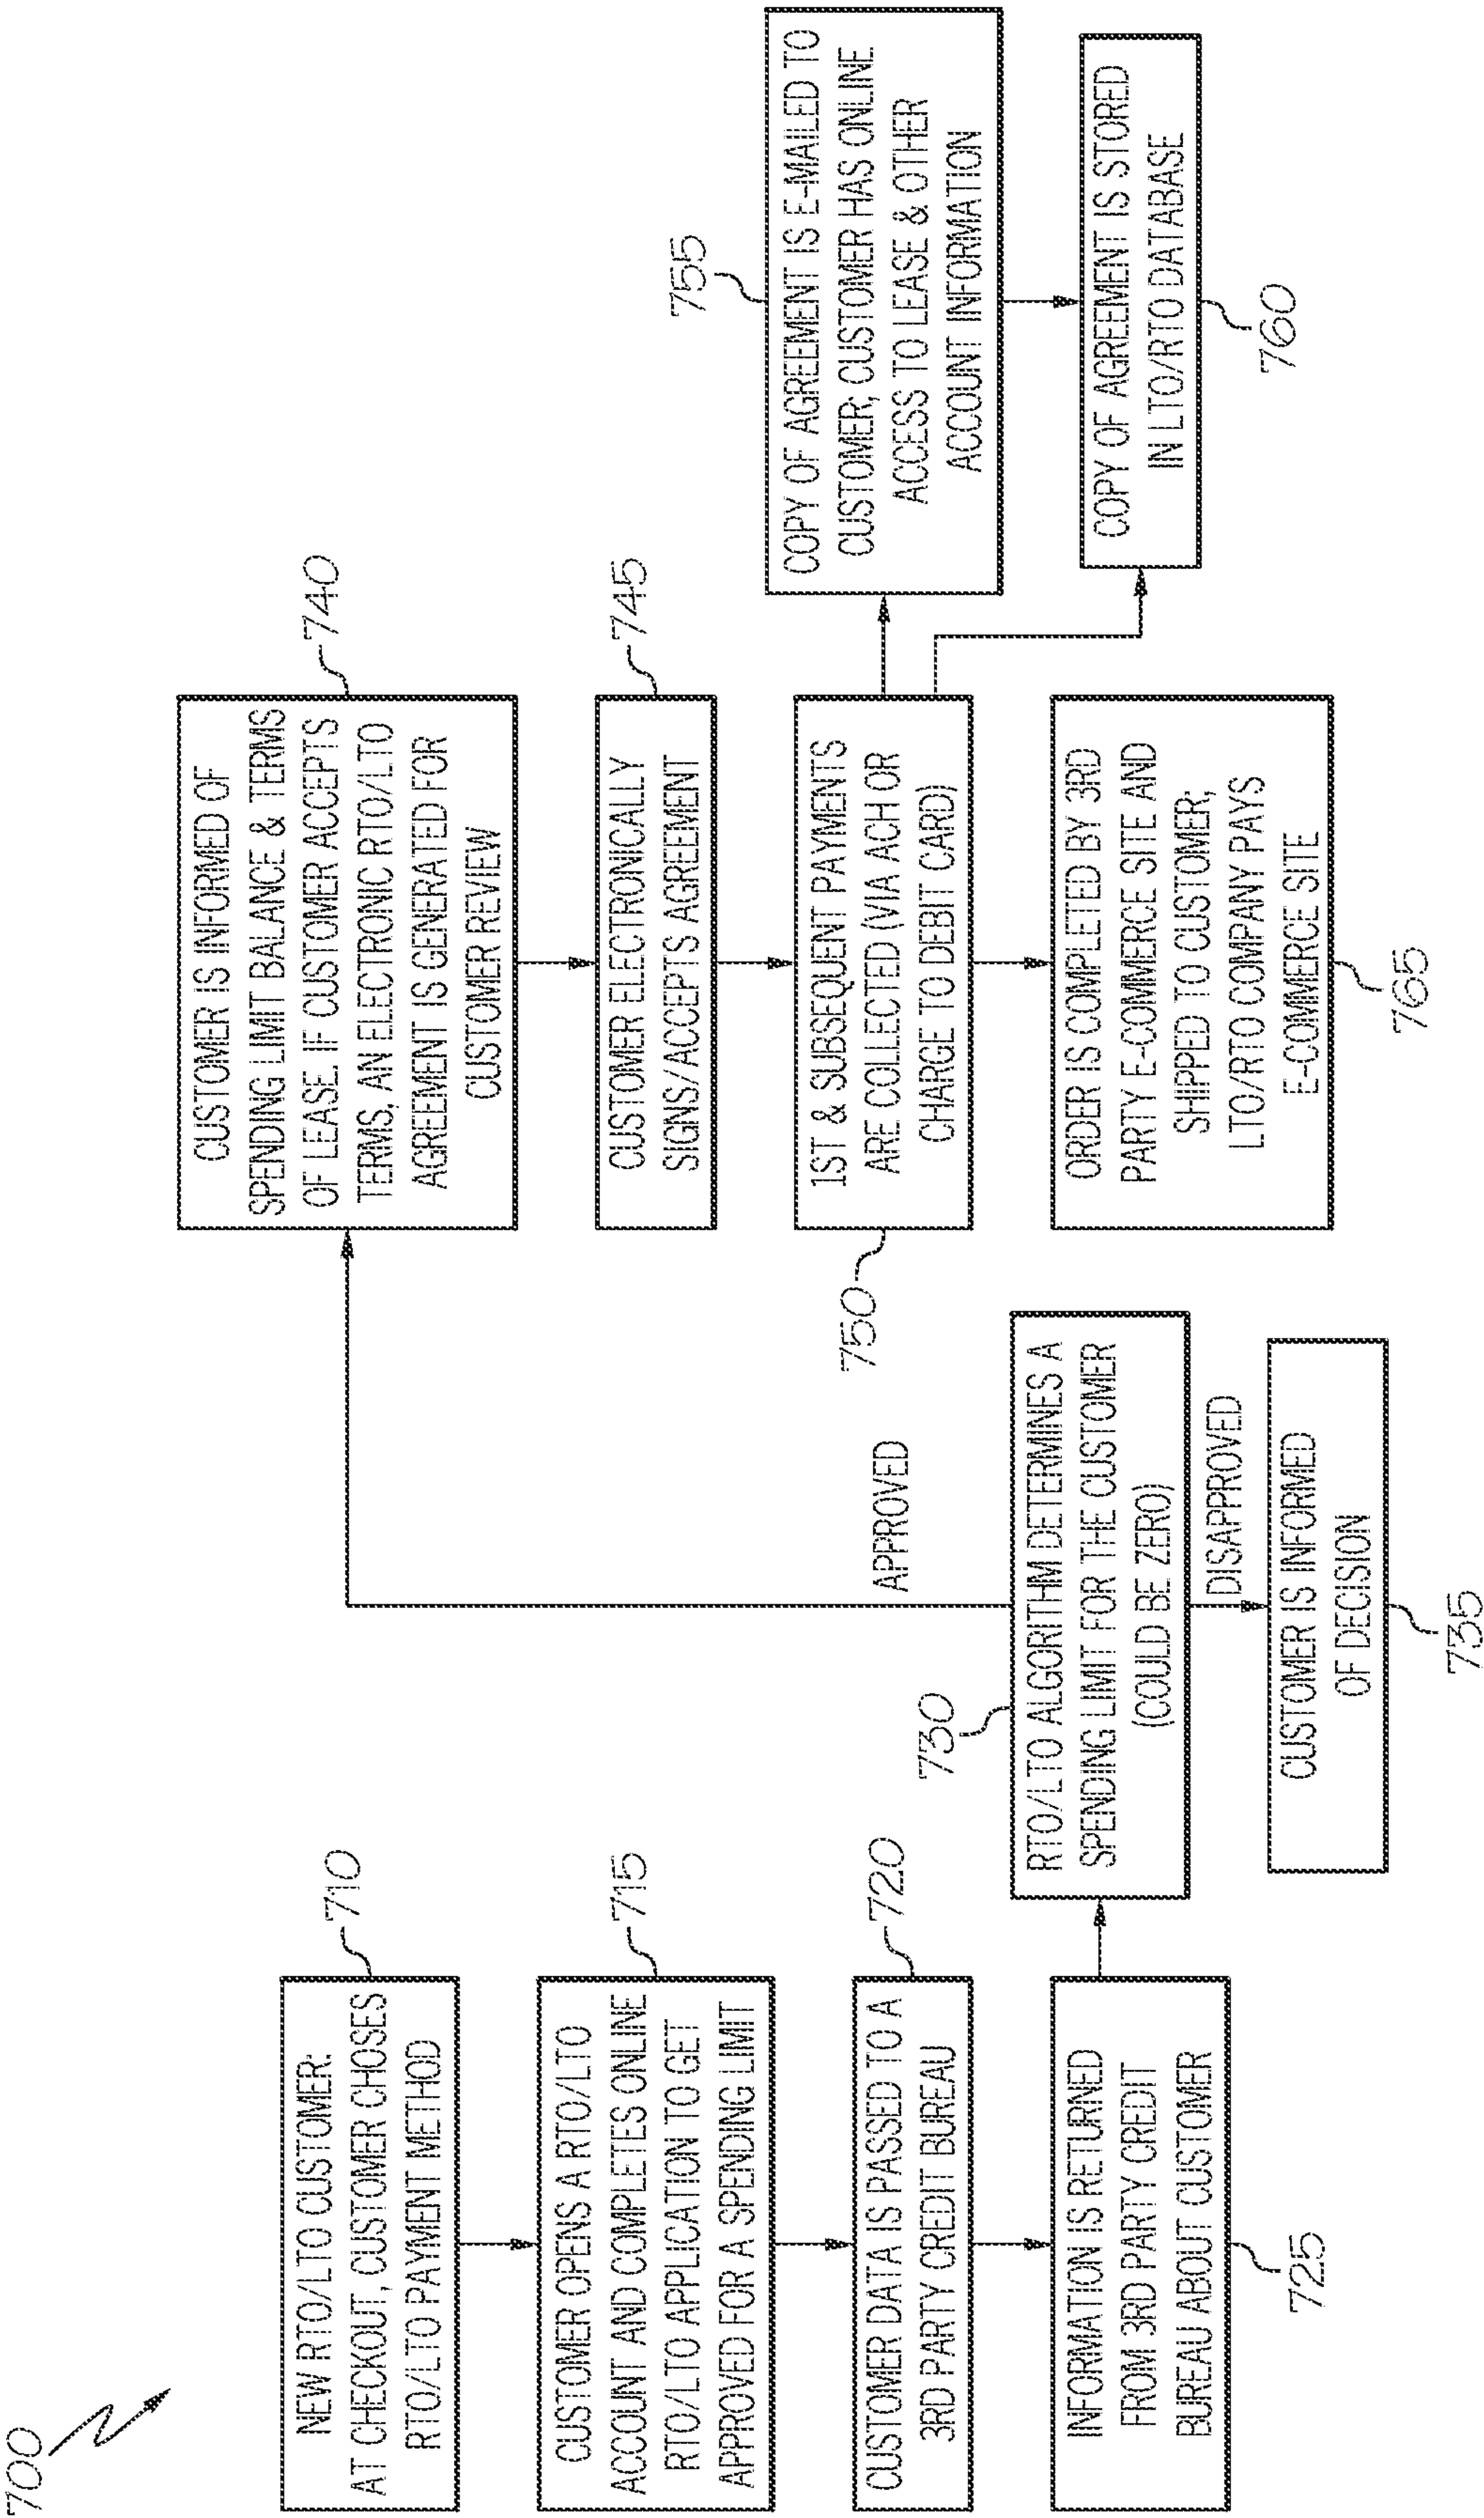 700
NEW RTO/LTO CUSTOMER:
AT CHECKOUT, CUSTOMER CHOSES
RTO/LTO PAYMENT METHOD
710
CUSTOMER OPENS A RTO/LTO
ACCOUNT AND COMPLETES ONLINE
RTO/LTO APPLICATION TO GET
APPROVED FOR A SPENDING LIMIT
715
CUSTOMER DATA IS PASSED TO A
3RD PARTY CREDIT BUREAU
720
INFORMATION IS RETURNED
FROM 3RD PARTY CREDIT
BUREAU ABOUT CUSTOMER
725
730
RTO/LTO ALGORITHM DETERMINES A
SPENDING LIMIT FOR THE CUSTOMER
(COULD BE ZERO)
APPROVED
DISAPPROVED
CUSTOMER IS INFORMED
OF DECISION
735
CUSTOMER IS INFORMED OF
SPENDING LIMIT BALANCE & TERMS
OF LEASE. IF CUSTOMER ACCEPTS
TERMS, AN ELECTRONIC RTO/LTO
AGREEMENT IS GENERATED FOR
CUSTOMER REVIEW
740
CUSTOMER ELECTRONICALLY
SIGNS/ACCEPTS AGREEMENT
745
1ST & SUBSEQUENT PAYMENTS
ARE COLLECTED (VIA ACH OR
CHARGE TO DEBIT CARD)
750
ORDER IS COMPLETED BY 3RD
PARTY E-COMMERCE SITE AND
SHIPPED TO CUSTOMER;
LTO/RTO COMPANY PAYS
E-COMMERCE SITE
765
755
COPY OF AGREEMENT IS E-MAILED TO
CUSTOMER; CUSTOMER HAS ONLINE
ACCESS TO LEASE & OTHER
ACCOUNT INFORMATION
COPY OF AGREEMENT IS STORED
IN LTO/RTO DATABASE
760